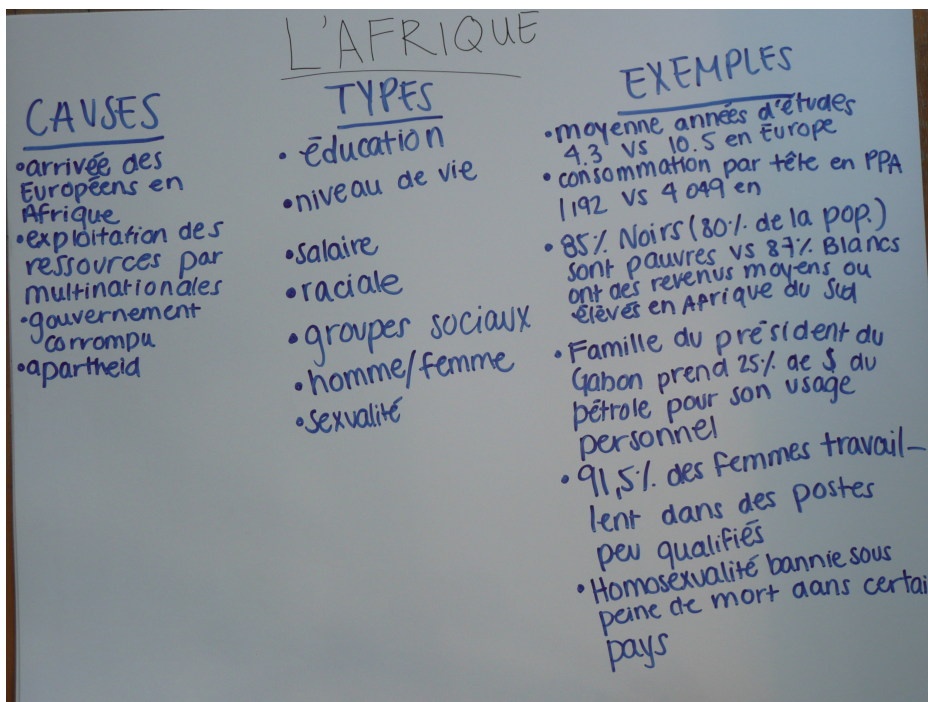 L'AFRIQUE
CAUSES
•arrivée des
Européens en
Afrique
•exploitation des
ressources par
multinationales
•gouvernement
corrompu
•apartheid
TYPES
• éducation
•niveau de vie
•salaire
•raciale
•groupes sociaux
•homme/femme
•sexualité
EXEMPLES
•moyenne années d'études
4.3 vs 10.5 en Europe
•consommation par tête en PPA
1192 vs 4 049 en
• 85% Noirs (80% de la pop.)
sont pauvres vs 87% Blancs
ont des revenus moyens ou
élevés en Afrique du Sud
•Famille du président du
Gabon prend 25% de $ du
pétrole pour son usage
personnel
•91,5% des femmes travail-
lent dans des postes
peu qualifiés
•Homosexualité bannie sous
peine de mort dans certai
pays